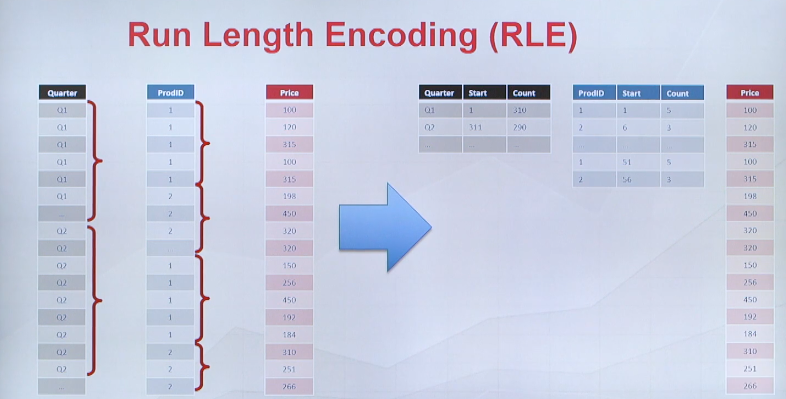 Run Length Encoding (RLE)
Quarter ProdID Price Quarter Start Count ProdID Start Count Price
Q1 1 100 Q1 1 310 1 1 5 100
Q1 1 120 Q2 311 290 2 6 3 120
Q1 1 315 ... ... ... ... 315
Q1 1 100 1 51 5 100
Q1 1 315 2 56 3 315
Q1 2 198 198
... 2 450 450
Q2 2 320 320
Q2 ... 320 320
Q2 1 150 150
Q2 1 256 256
Q2 1 450 450
Q2 1 192 192
Q2 1 184 184
Q2 2 310 310
Q2 2 251 251
... 2 266 266